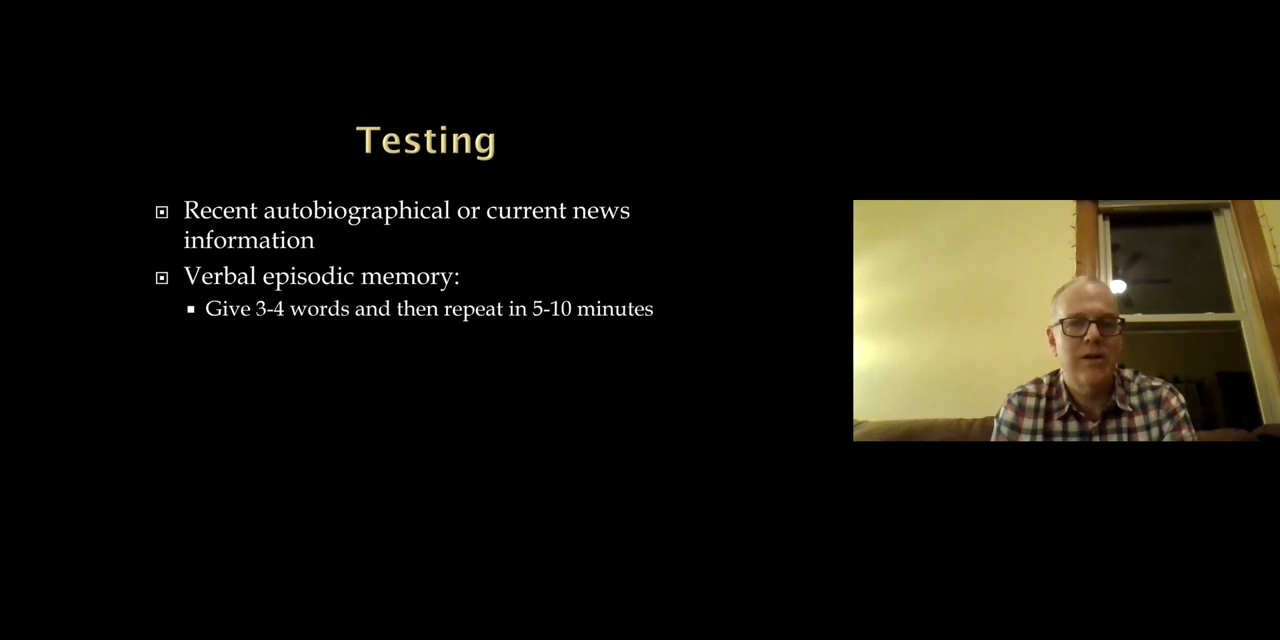 Testing
Recent autobiographical or current news
information
Verbal episodic memory:
Give 3-4 words and then repeat in 5-10 minutes